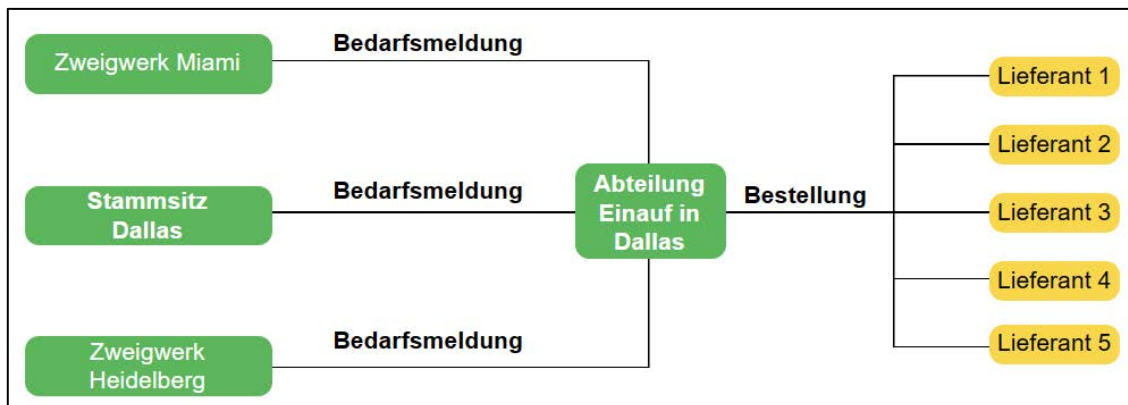 Bedarfsmeldung
Zweigwerk Miami
Lieferant 1
Lieferant 2
Stammsitz
Dallas
Bedarfsmeldung
Abteilung
Einauf in
Dallas
Bestellung
Lieferant 3
Lieferant 4
Zweigwerk
Heidelberg
Bedarfsmeldung
Lieferant 5